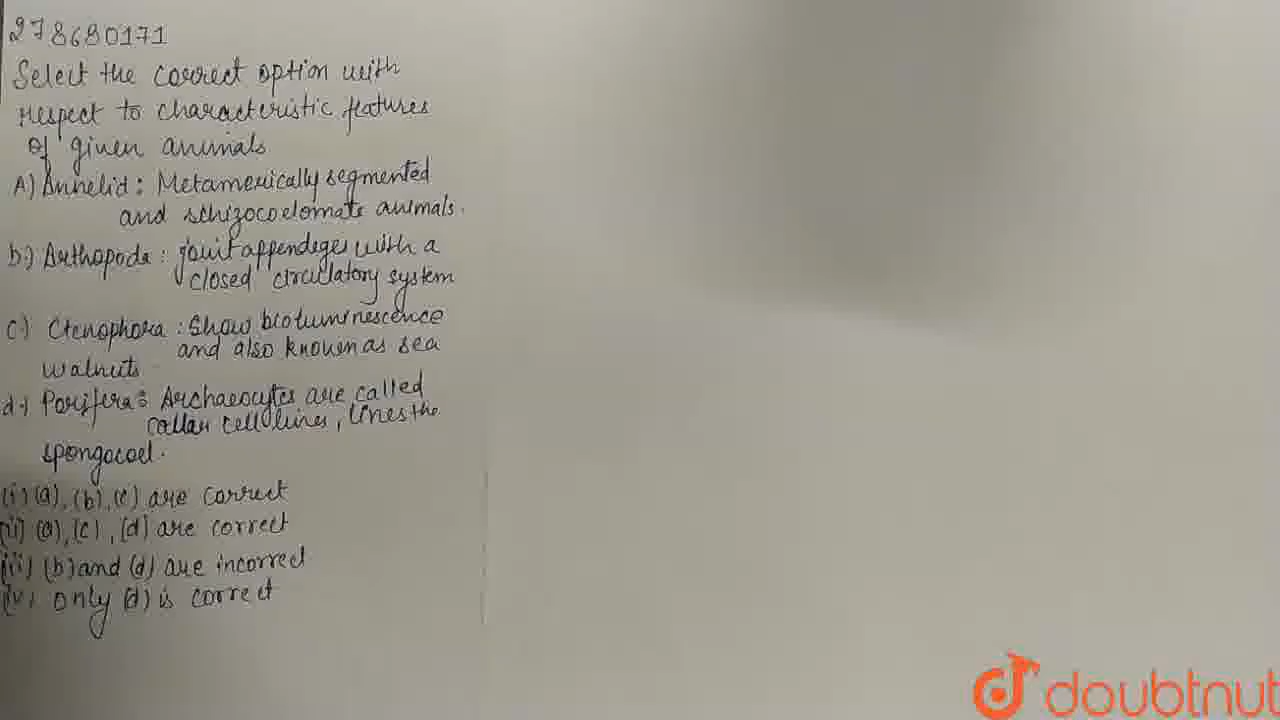 278680171
Select the correct option with
respect to characteristic features
of given animals
A) Annelid : Metamerically segmented
and schizocoelomate animals.
b.) Arthopoda : joint appendeges with a
closed circulatory system
c.) Ctenophora : Show bioluminescence
and also known as sea
walnuts
d.) Porifera : Archaeocytes are called
collar cell lines, lines the
spongocoel.
(i) (a), (b), (c) are correct
(ii) (a), (c), (d) are correct
(iii) (b) and (d) are incorrect
(iv) only (d) is correct
doubtnut